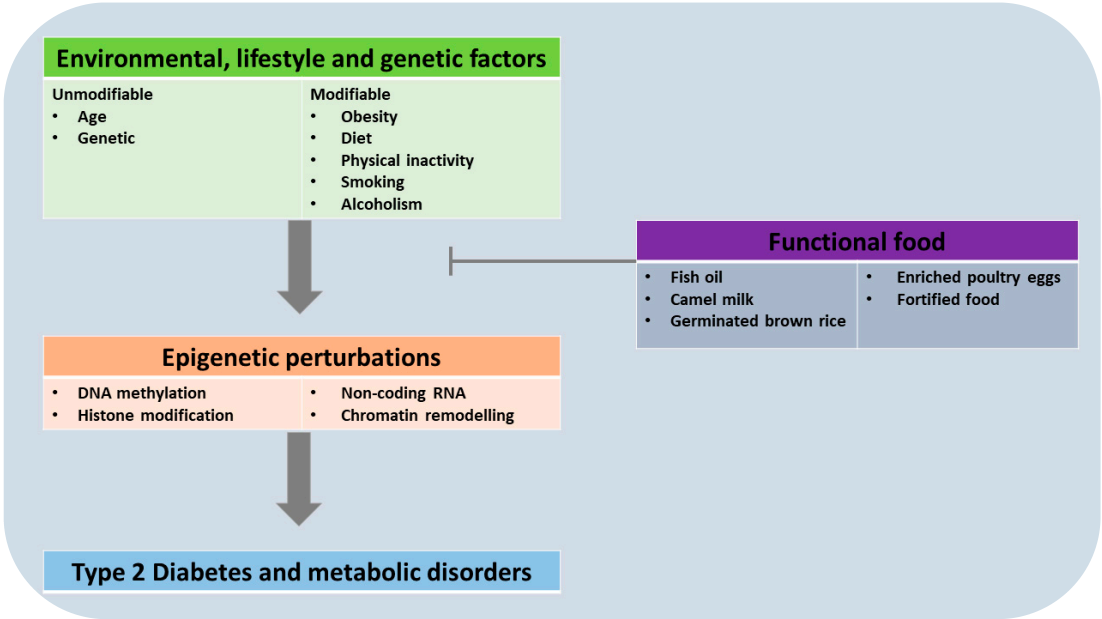 Environmental, lifestyle and genetic factors
Unmodifiable
• Age
• Genetic
Modifiable
• Obesity
• Diet
• Physical inactivity
• Smoking
• Alcoholism
Functional food
• Fish oil
• Camel milk
• Germinated brown rice
• Enriched poultry eggs
• Fortified food
Epigenetic perturbations
• DNA methylation
• Histone modification
• Non-coding RNA
• Chromatin remodelling
Type 2 Diabetes and metabolic disorders